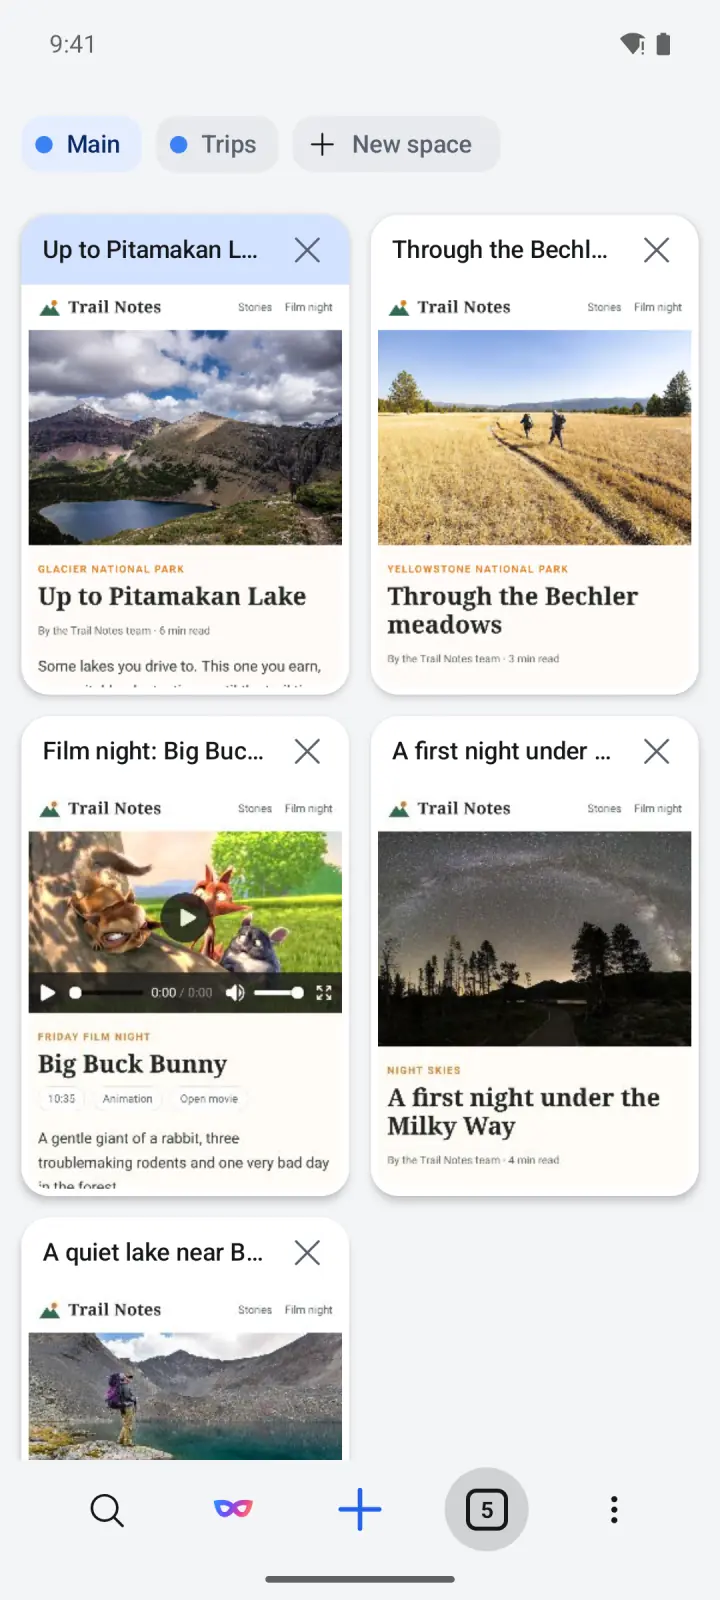 9:41
Main
Trips
New space
Up to Pitamakan L...
Trail Notes
Stories Film night
GLACIER NATIONAL PARK
Up to Pitamakan Lake
By the Trail Notes team · 6 min read
Some lakes you drive to. This one you earn,
Through the Bechl...
Trail Notes
Stories Film night
YELLOWSTONE NATIONAL PARK
Through the Bechler
meadows
By the Trail Notes team · 3 min read
Film night: Big Buc...
Trail Notes
Stories Film night
0:00 / 0:00
FRIDAY FILM NIGHT
Big Buck Bunny
10:35 Animation Open movie
A gentle giant of a rabbit, three
troublemaking rodents and one very bad day
in the forest
A first night under ...
Trail Notes
Stories Film night
NIGHT SKIES
A first night under the
Milky Way
By the Trail Notes team · 4 min read
A quiet lake near B...
Trail Notes
Stories Film night
5